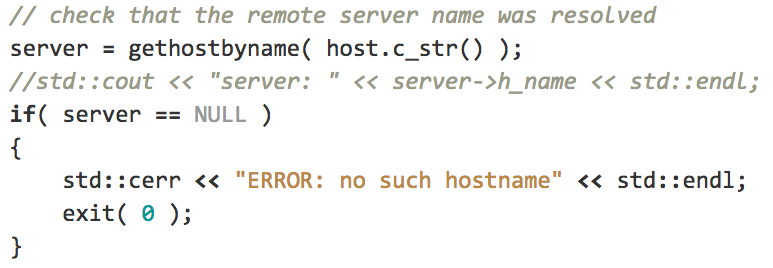 // check that the remote server name was resolved
server = gethostbyname( host.c_str() );
//std::cout << "server: " << server->h_name << std::endl;
if( server == NULL )
{
    std::cerr << "ERROR: no such hostname" << std::endl;
    exit( 0 );
}